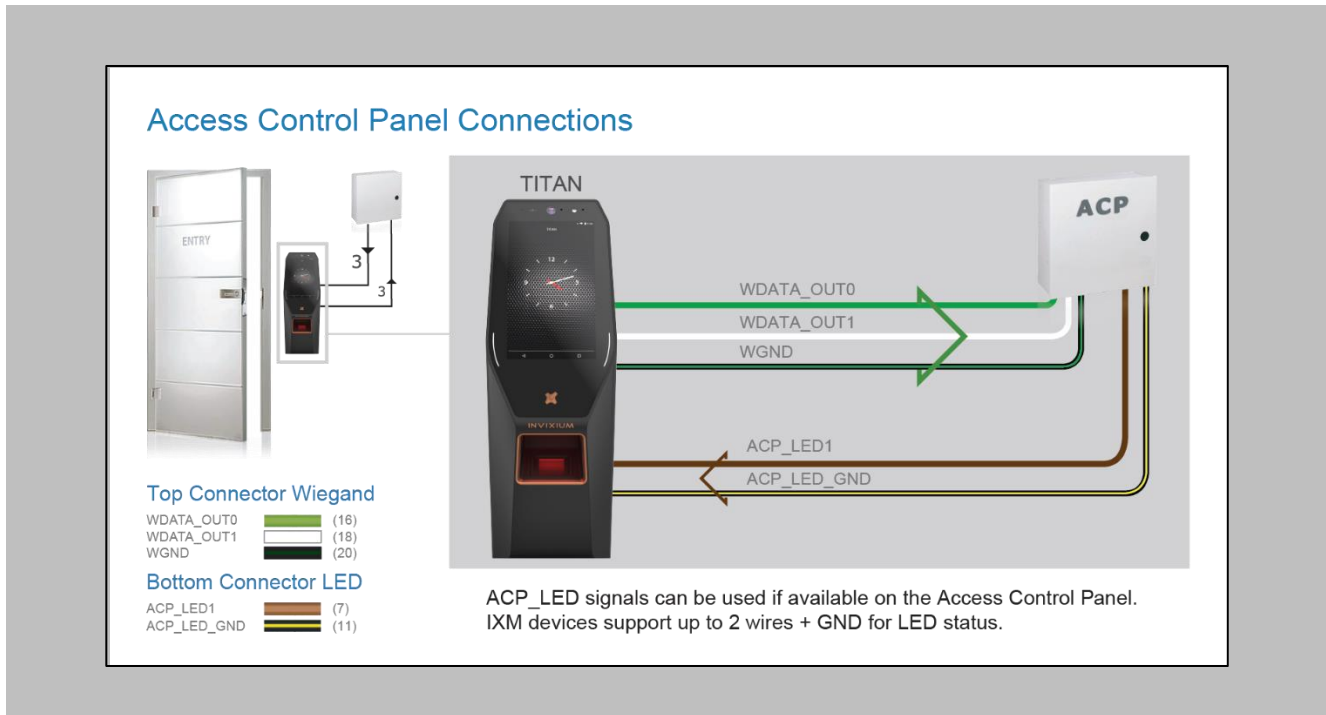 Access Control Panel Connections
ENTRY
3
3
TITAN
TITAN
12
INVIXIUM
ACP
WDATA_OUT0
WDATA_OUT1
WGND
ACP_LED1
ACP_LED_GND
Top Connector Wiegand
WDATA_OUT0 (16)
WDATA_OUT1 (18)
WGND (20)
Bottom Connector LED
ACP_LED1 (7)
ACP_LED_GND (11)
ACP_LED signals can be used if available on the Access Control Panel.
IXM devices support up to 2 wires + GND for LED status.